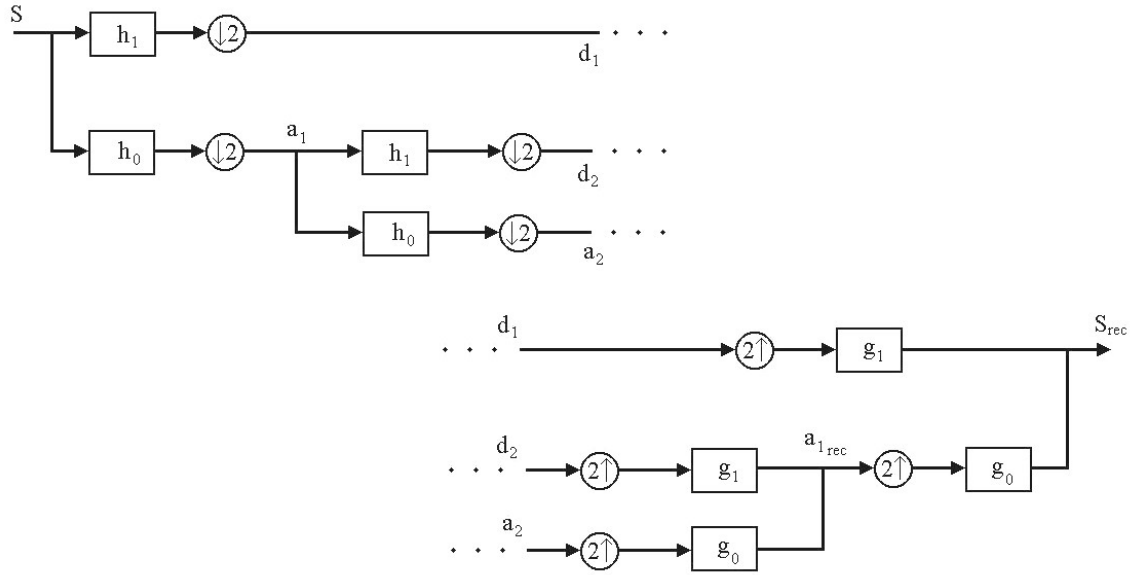 S
h₁ ↓2
d₁
h₀ ↓2 a₁ h₁ ↓2
d₂
h₀ ↓2
a₂
d₁ 2↑ g₁ Sᵣₑc
d₂ 2↑ g₁ a₁ᵣₑc 2↑ g₀
a₂ 2↑ g₀